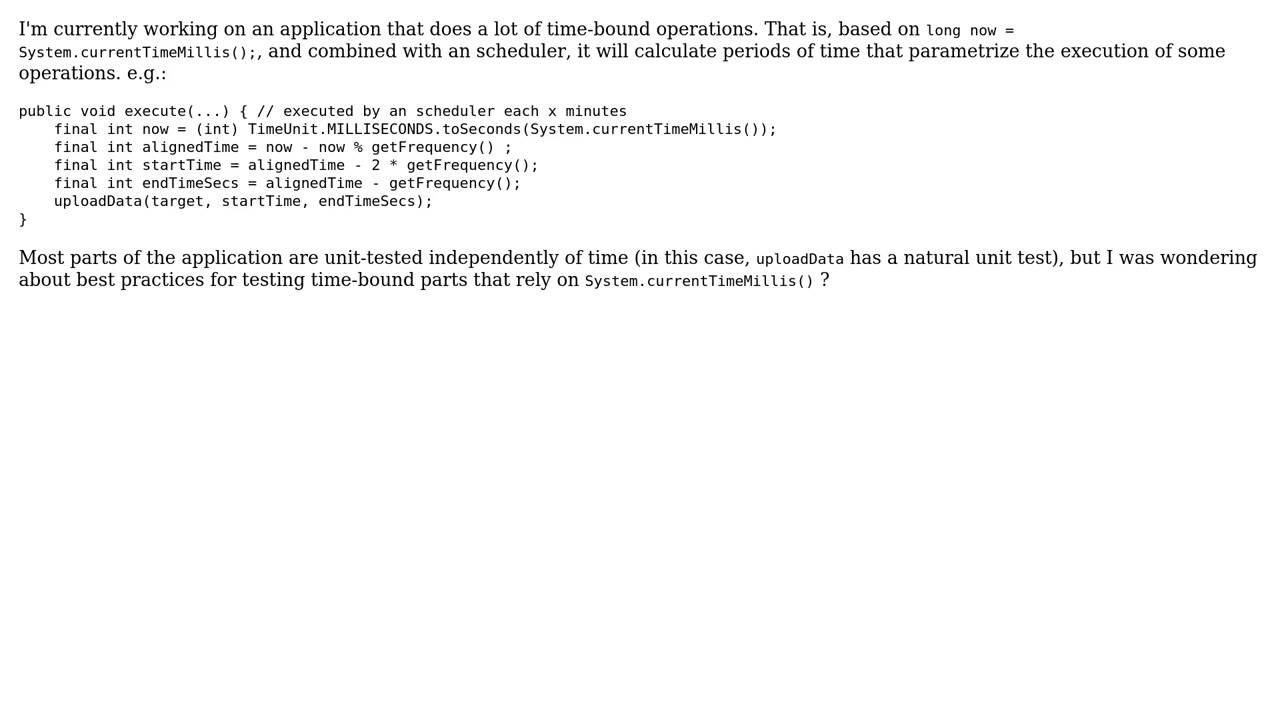 I'm currently working on an application that does a lot of time-bound operations. That is, based on long now =
System.currentTimeMillis();, and combined with an scheduler, it will calculate periods of time that parametrize the execution of some
operations. e.g.:
public void execute(...) { // executed by an scheduler each x minutes
    final int now = (int) TimeUnit.MILLISECONDS.toSeconds(System.currentTimeMillis());
    final int alignedTime = now - now % getFrequency() ;
    final int startTime = alignedTime - 2 * getFrequency();
    final int endTimeSecs = alignedTime - getFrequency();
    uploadData(target, startTime, endTimeSecs);
}
Most parts of the application are unit-tested independently of time (in this case, uploadData has a natural unit test), but I was wondering
about best practices for testing time-bound parts that rely on System.currentTimeMillis() ?